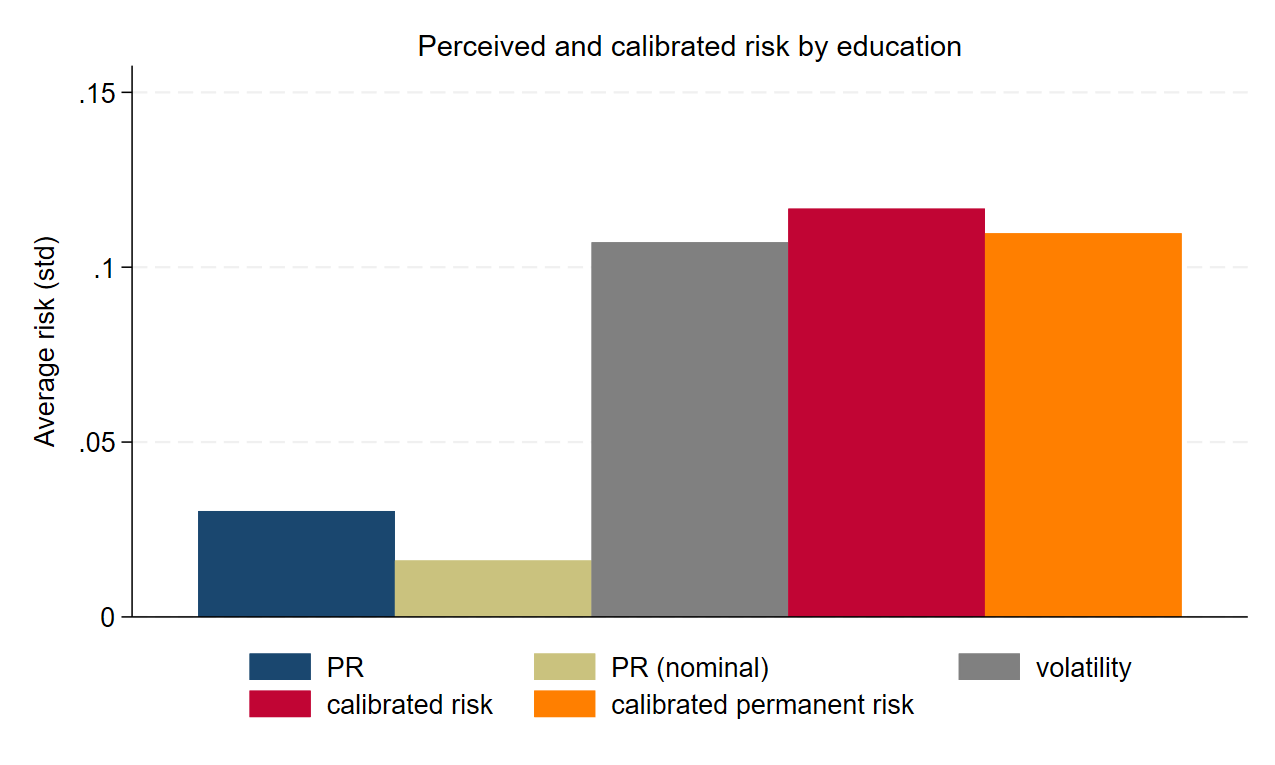 Perceived and calibrated risk by education
Average risk (std)
.15
.1
.05
0
PR
PR (nominal)
volatility
calibrated risk
calibrated permanent risk